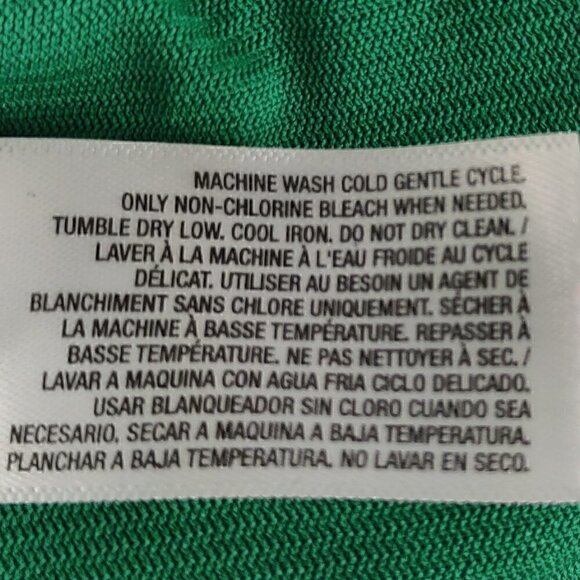 MACHINE WASH COLD GENTLE CYCLE.
ONLY NON-CHLORINE BLEACH WHEN NEEDED.
TUMBLE DRY LOW. COOL IRON. DO NOT DRY CLEAN. /
LAVER À LA MACHINE À L'EAU FROIDE AU CYCLE
DÉLICAT. UTILISER AU BESOIN UN AGENT DE
BLANCHIMENT SANS CHLORE UNIQUEMENT. SÉCHER À
LA MACHINE À BASSE TEMPÉRATURE. REPASSER À
BASSE TEMPÉRATURE. NE PAS NETTOYER À SEC. /
LAVAR A MAQUINA CON AGUA FRIA CICLO DELICADO.
USAR BLANQUEADOR SIN CLORO CUANDO SEA
NECESARIO. SECAR A MAQUINA A BAJA TEMPERATURA.
PLANCHAR A BAJA TEMPERATURA. NO LAVAR EN SECO.